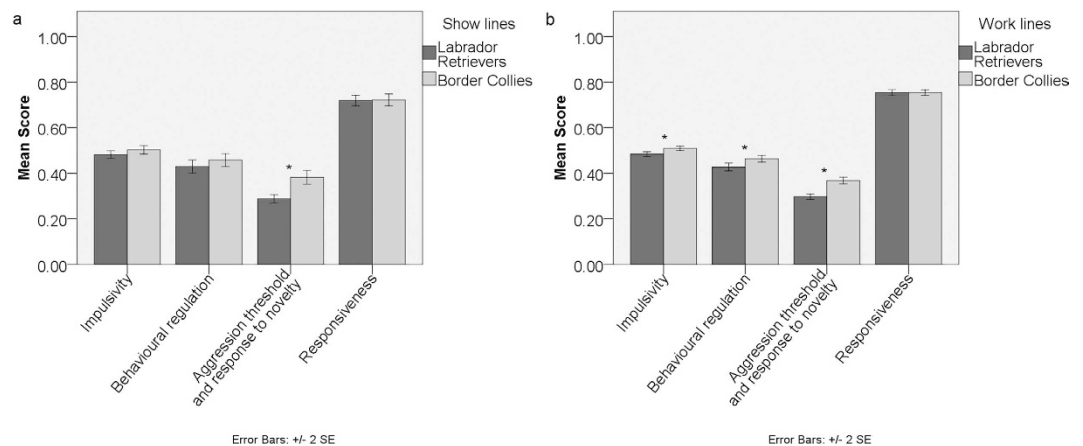 a
Show lines
Labrador
Retrievers
Border Collies
Mean Score
1.00
0.80
0.60
0.40
0.20
0.00
*
Impulsivity
Behavioural regulation
Aggression threshold
and response to novelty
Responsiveness
Error Bars: +/- 2 SE
b
Work lines
Labrador
Retrievers
Border Collies
Mean Score
1.00
0.80
0.60
0.40
0.20
0.00
*
*
*
Impulsivity
Behavioural regulation
Aggression threshold
and response to novelty
Responsiveness
Error Bars: +/- 2 SE